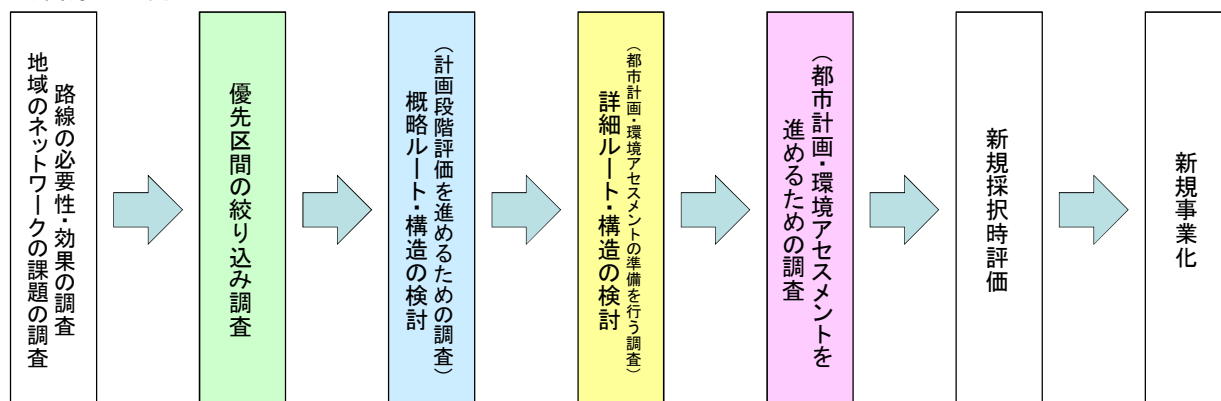 路線の必要性・効果の調査
地域のネットワークの課題の調査
優先区間の絞り込み調査
(計画段階評価を進めるための調査)
概略ルート・構造の検討
(都市計画・環境アセスメントの準備を行う調査)
詳細ルート・構造の検討
(都市計画・環境アセスメントを
進めるための調査
新規採択時評価
新規事業化